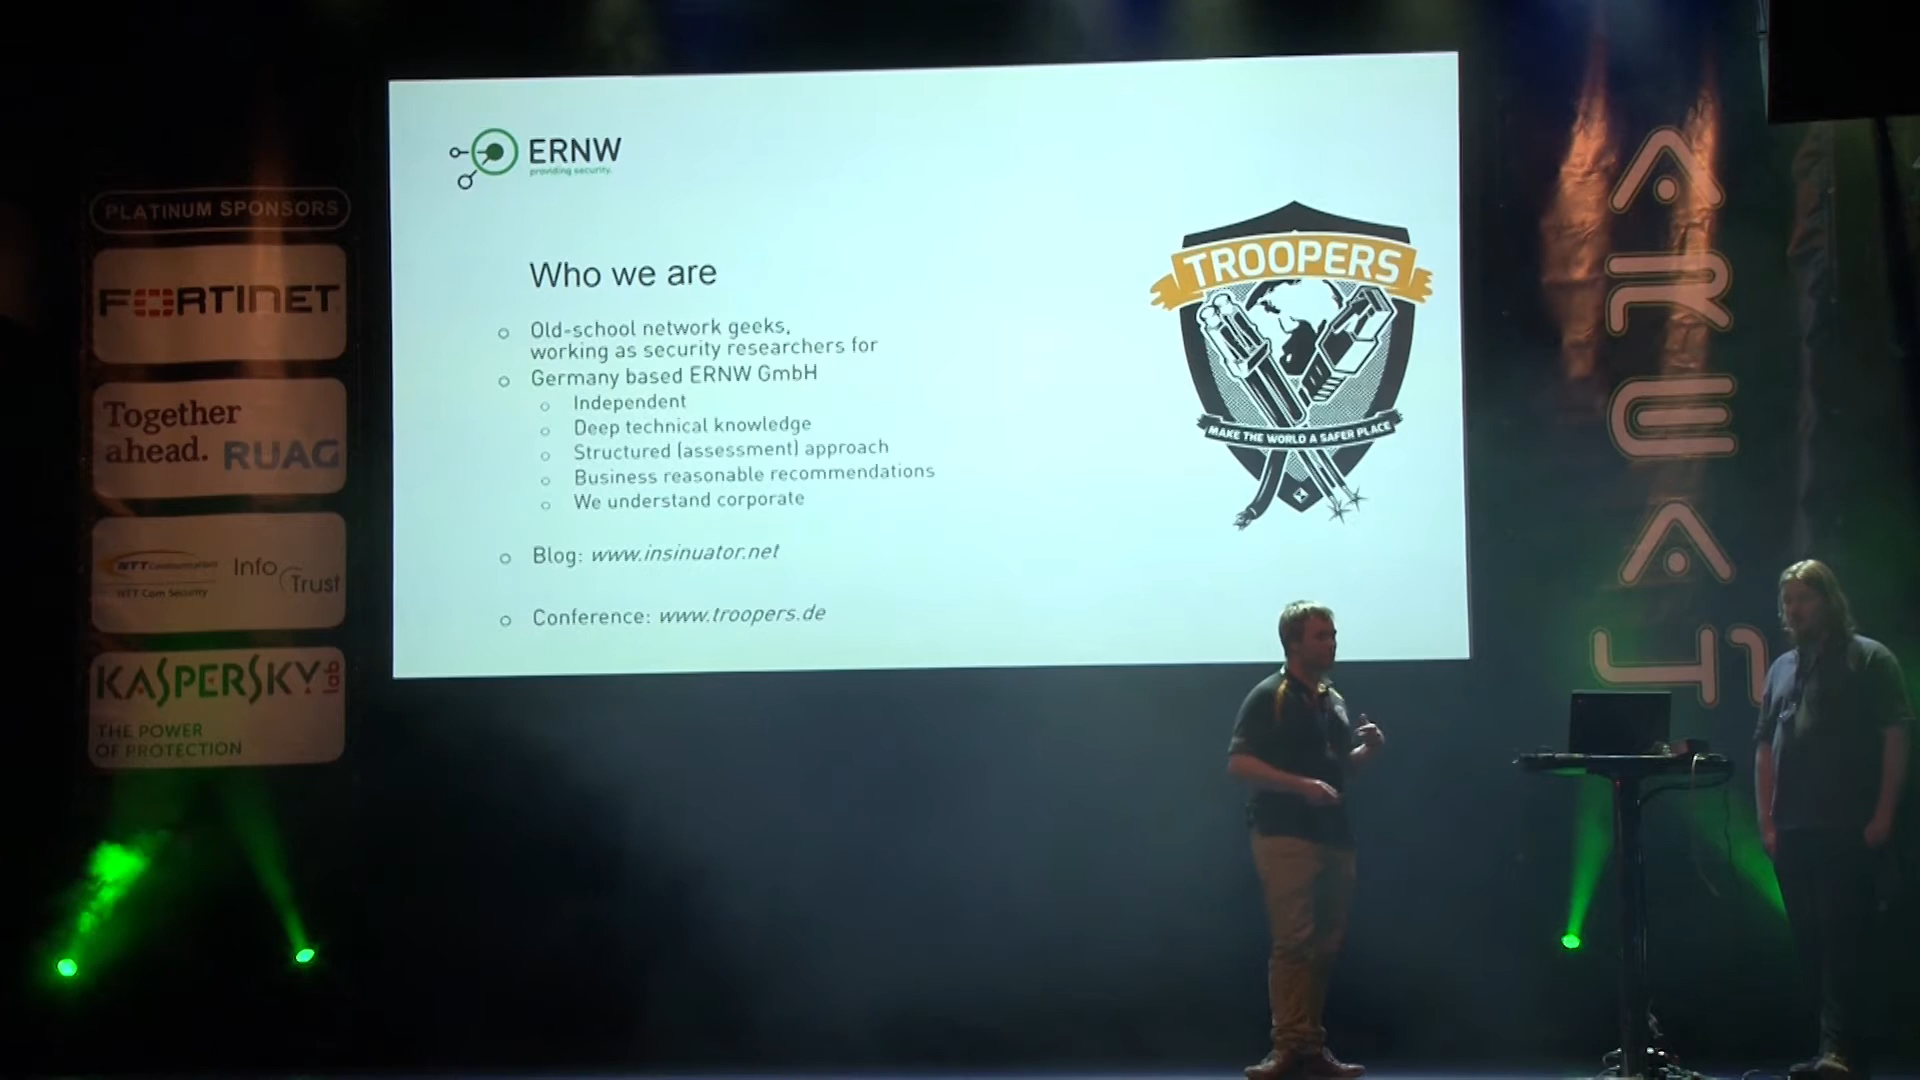 PLATINUM SPONSORS
FORTINET
Together
ahead. RUAG
NTT Communications
NTT Com Security
Info
Trust
KASPERSKY lab
THE POWER
OF PROTECTION
ERNW
providing security.
Who we are
Old-school network geeks,
working as security researchers for
Germany based ERNW GmbH
Independent
Deep technical knowledge
Structured (assessment) approach
Business reasonable recommendations
We understand corporate
Blog: www.insinuator.net
Conference: www.troopers.de
TROOPERS
MAKE THE WORLD A SAFER PLACE